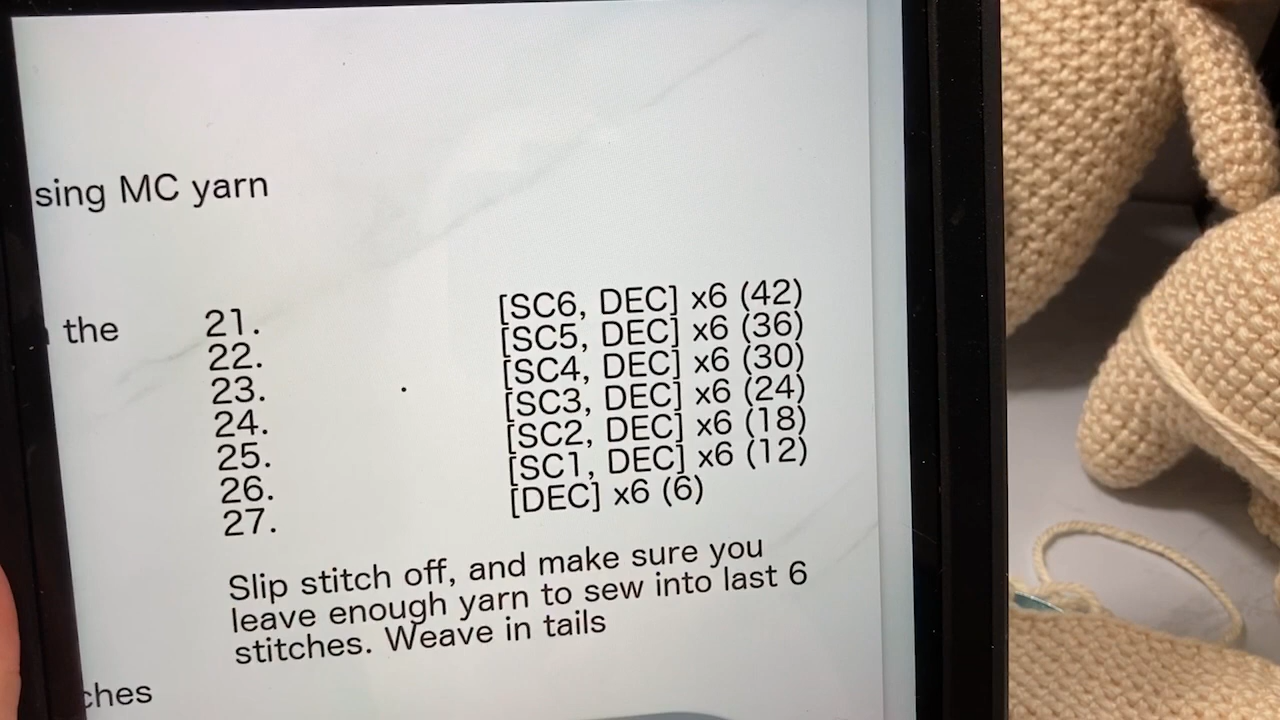 sing MC yarn
the
21. [SC6, DEC] x6 (42)
22. [SC5, DEC] x6 (36)
23. [SC4, DEC] x6 (30)
24. [SC3, DEC] x6 (24)
25. [SC2, DEC] x6 (18)
26. [SC1, DEC] x6 (12)
27. [DEC] x6 (6)
Slip stitch off, and make sure you
leave enough yarn to sew into last 6
stitches. Weave in tails
ches